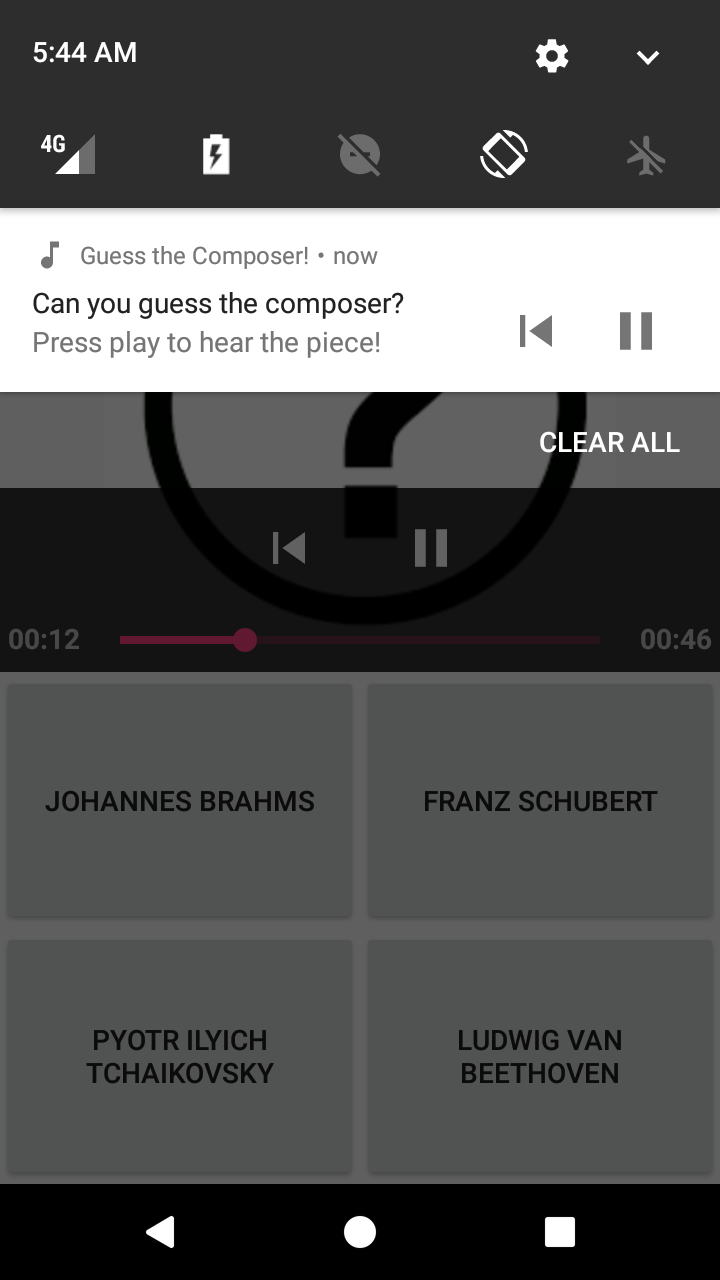 5:44 AM
4G
Guess the Composer! • now
Can you guess the composer?
Press play to hear the piece!
CLEAR ALL
00:12
00:46
JOHANNES BRAHMS
FRANZ SCHUBERT
PYOTR ILYICH
TCHAIKOVSKY
LUDWIG VAN
BEETHOVEN